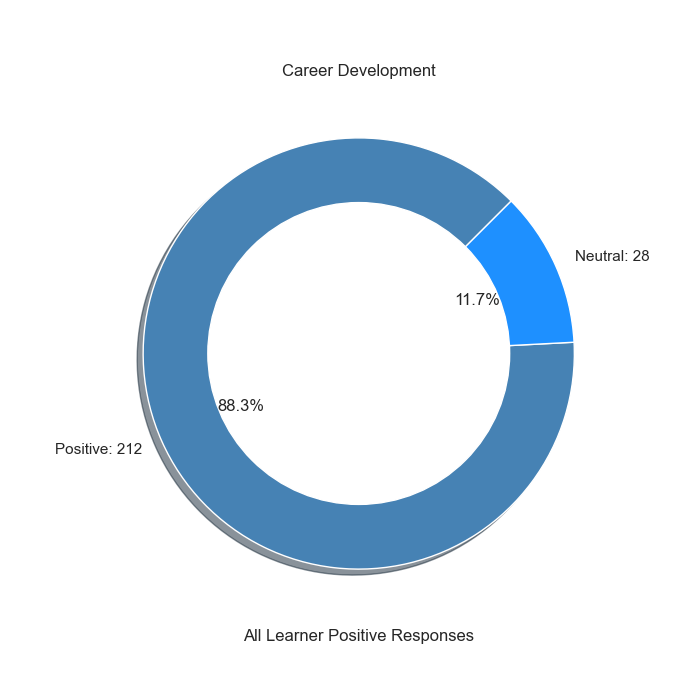 Career Development
Neutral: 28
11.7%
88.3%
Positive: 212
All Learner Positive Responses